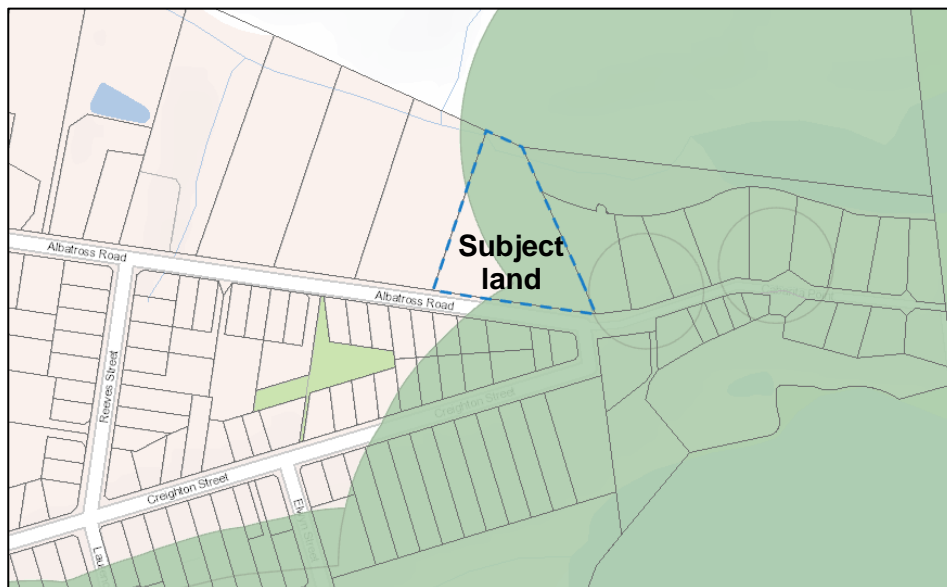 Albatross Road
Subject
land
Albatross Road
Reeves Street
Creighton Street
Creighton Street